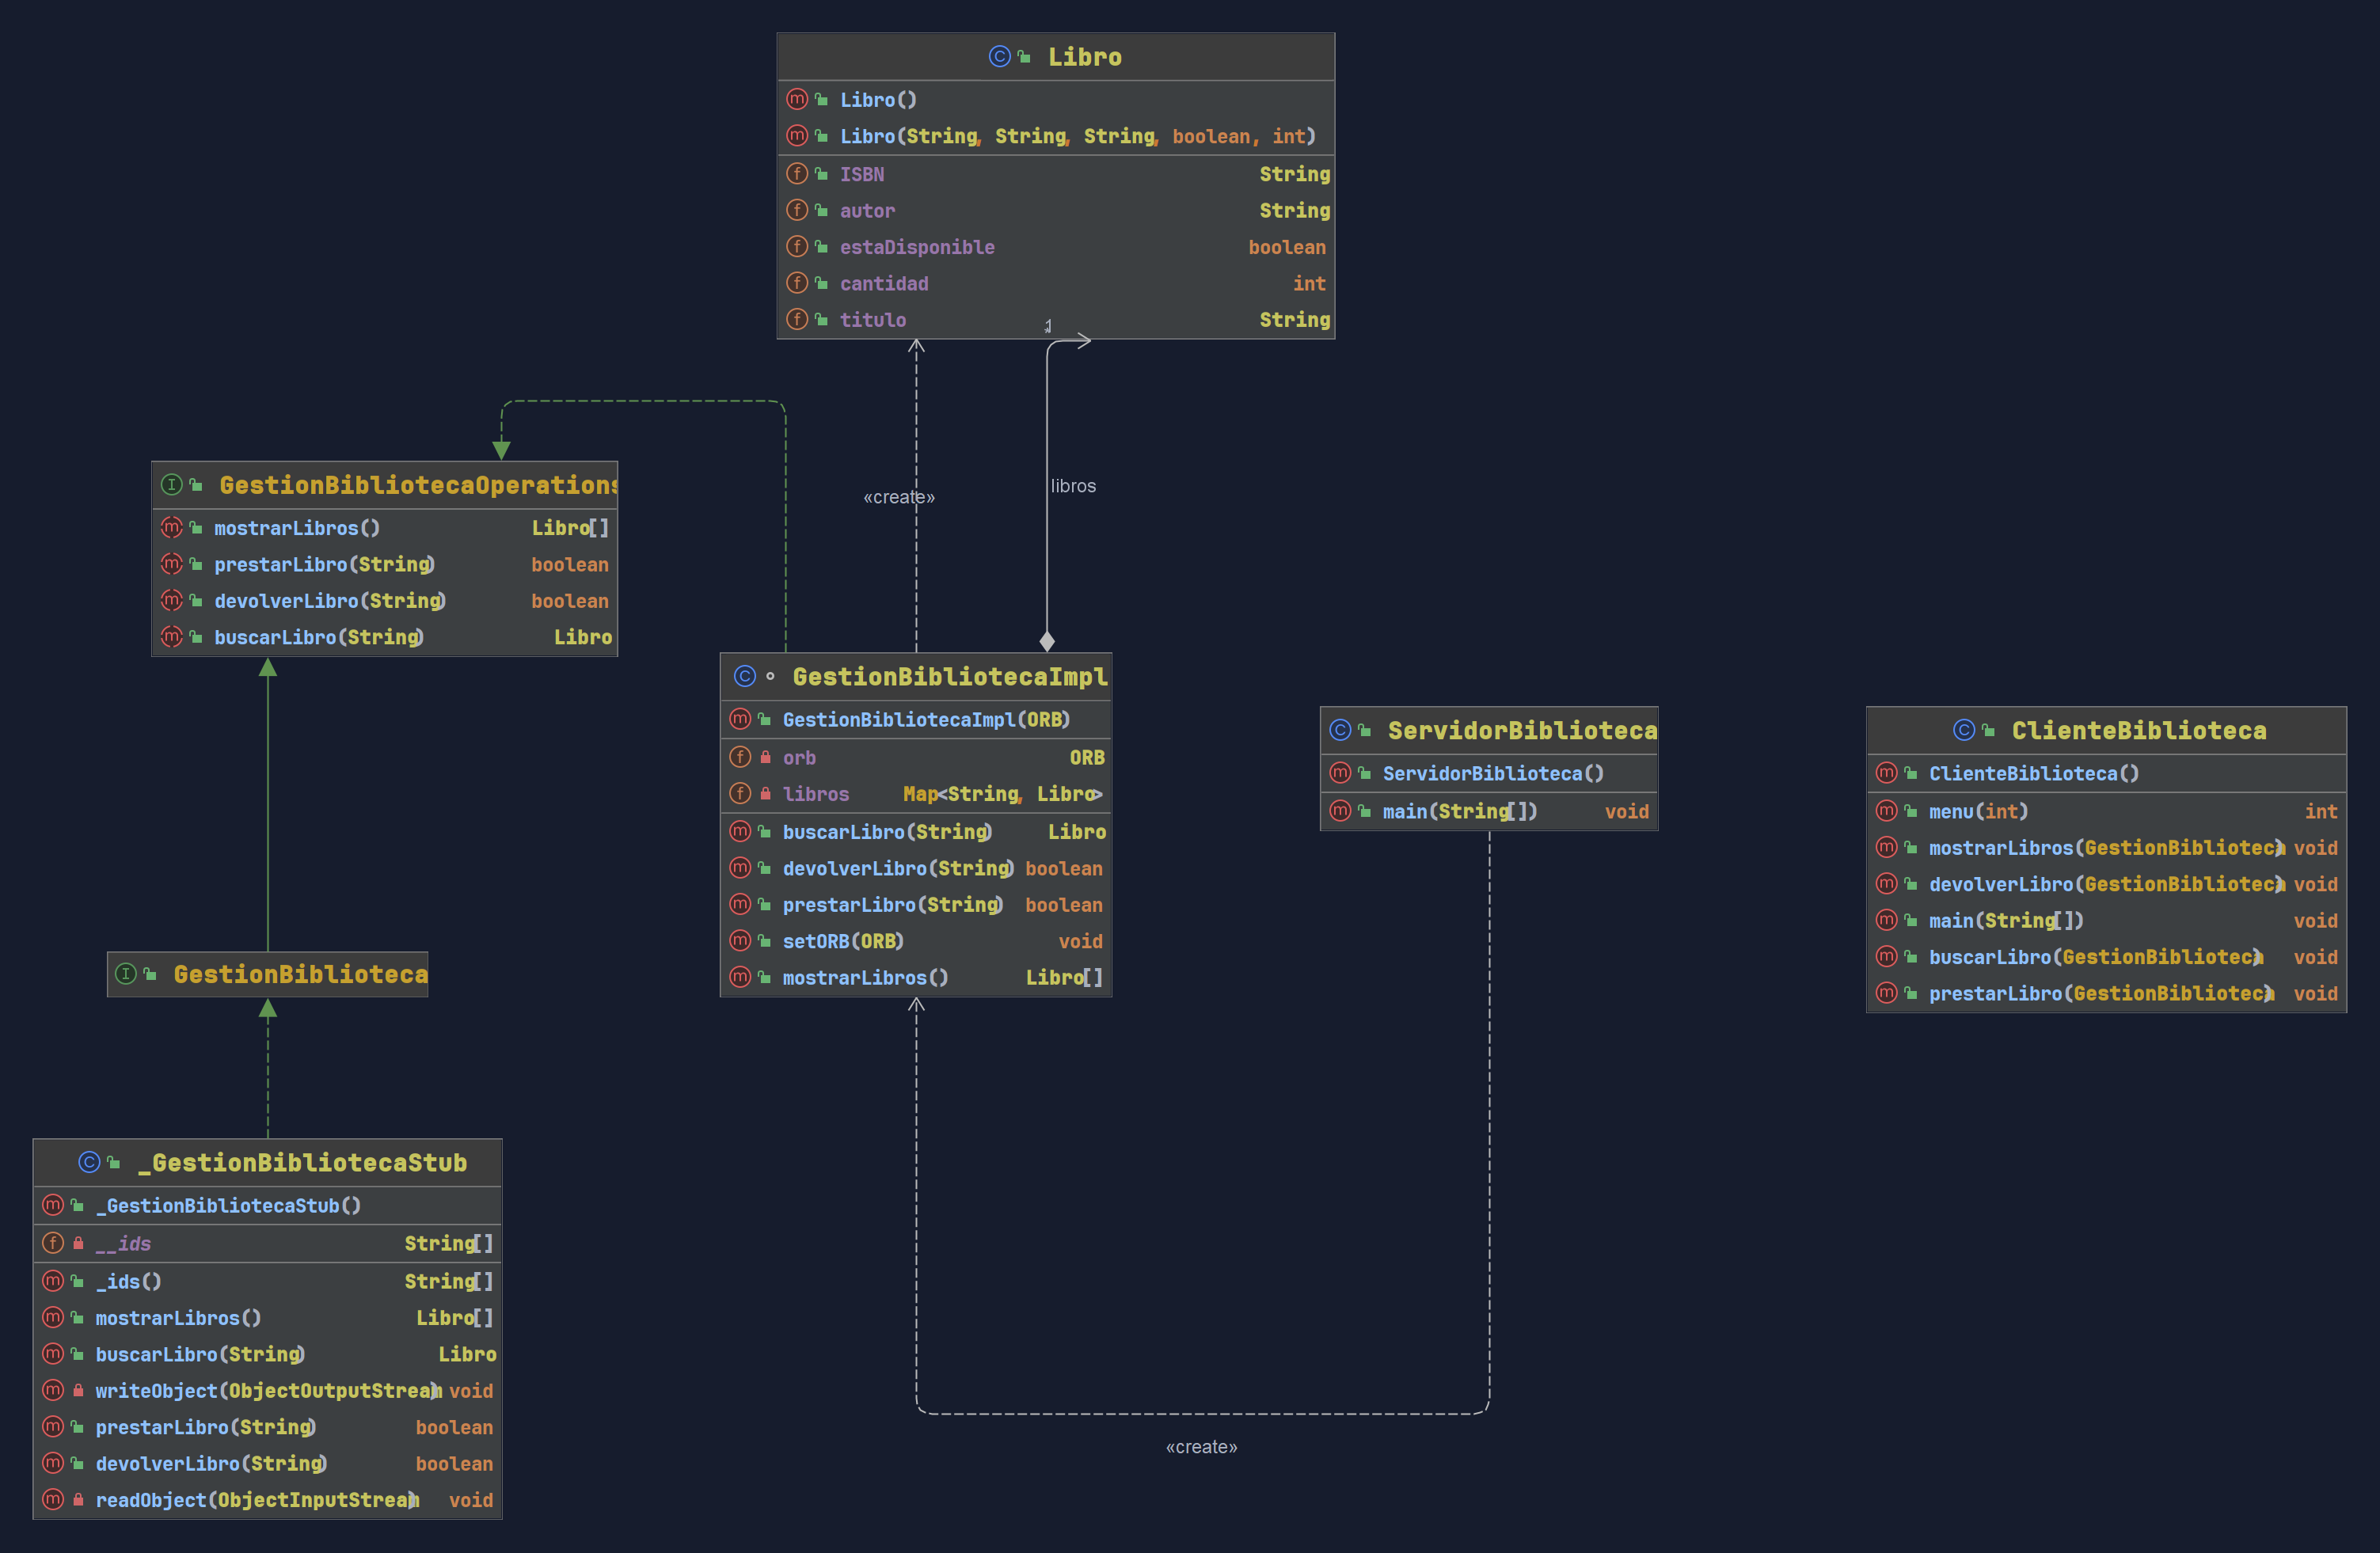 Libro
Libro()
Libro(String, String, String, boolean, int)
ISBN String
autor String
estaDisponible boolean
cantidad int
titulo String
1
«create»
libros
GestionBibliotecaOperations
mostrarLibros() Libro[]
prestarLibro(String) boolean
devolverLibro(String) boolean
buscarLibro(String) Libro
GestionBibliotecaImpl
GestionBibliotecaImpl(ORB)
orb ORB
libros Map<String, Libro>
buscarLibro(String) Libro
devolverLibro(String) boolean
prestarLibro(String) boolean
setORB(ORB) void
mostrarLibros() Libro[]
ServidorBiblioteca
ServidorBiblioteca()
main(String[]) void
ClienteBiblioteca
ClienteBiblioteca()
menu(int) int
mostrarLibros(GestionBiblioteca) void
devolverLibro(GestionBiblioteca) void
main(String[]) void
buscarLibro(GestionBiblioteca) void
prestarLibro(GestionBiblioteca) void
GestionBiblioteca
_GestionBibliotecaStub
_GestionBibliotecaStub()
__ids String[]
_ids() String[]
mostrarLibros() Libro[]
buscarLibro(String) Libro
writeObject(ObjectOutputStream) void
prestarLibro(String) boolean
devolverLibro(String) boolean
readObject(ObjectInputStream) void
«create»